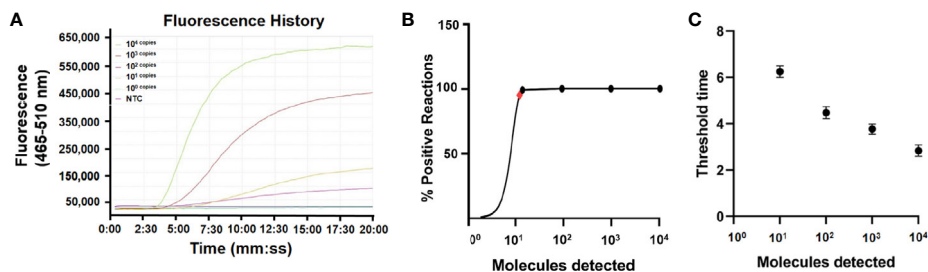 A
Fluorescence History
Fluorescence
(465-510 nm)
650,000
550,000
450,000
350,000
250,000
150,000
50,000
10⁴ copies
10³ copies
10² copies
10¹ copies
10⁰ copies
NTC
0:00 2:30 5:00 7:30 10:00 12:30 15:00 17:30 20:00
Time (mm:ss)
B
% Positive Reactions
150
100
50
10⁰ 10¹ 10² 10³ 10⁴
Molecules detected
C
Threshold time
8
6
4
2
0
10⁰ 10¹ 10² 10³ 10⁴
Molecules detected